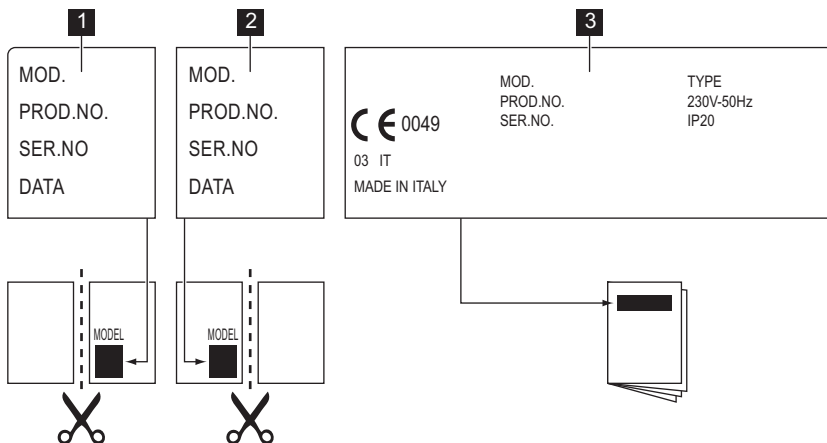 1
MOD.
PROD.NO.
SER.NO
DATA
2
MOD.
PROD.NO.
SER.NO
DATA
3
MOD. TYPE
PROD.NO. 230V-50Hz
SER.NO. IP20
CE 0049
03 IT
MADE IN ITALY
MODEL
MODEL